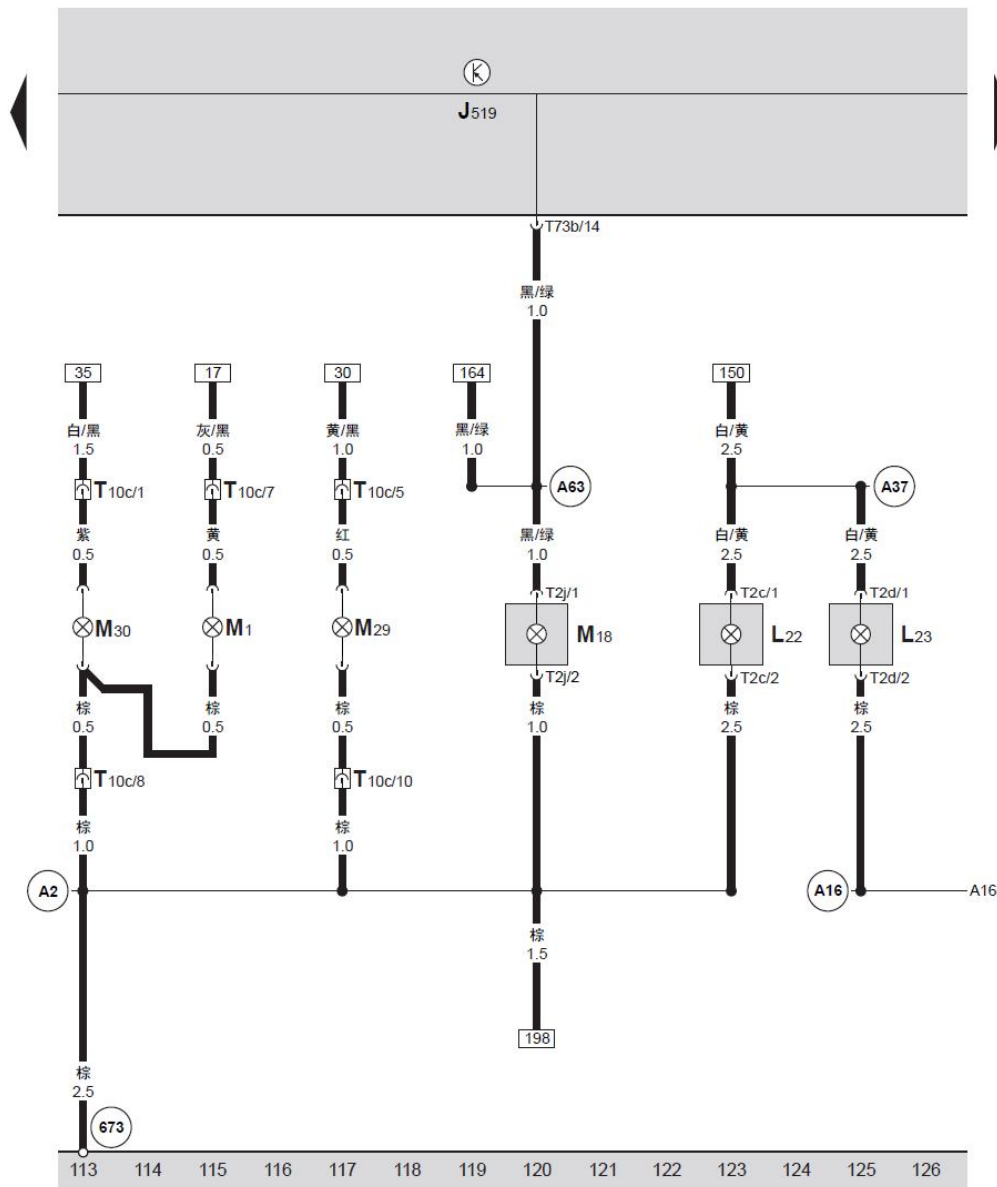 J519
T73b/14
黑/绿
1.0
35 17 30 164 150
白/黑 灰/黑 黄/黑 黑/绿 白/黄
1.5 0.5 1.0 1.0 2.5
T10c/1 T10c/7 T10c/5 A63 A37
紫 黄 红 黑/绿 白/黄 白/黄
0.5 0.5 0.5 1.0 2.5 2.5
T2j/1 T2c/1 T2d/1
M30 M1 M29 M18 L22 L23
T2j/2 T2c/2 T2d/2
棕 棕 棕 棕 棕 棕
0.5 0.5 0.5 1.0 2.5 2.5
T10c/8 T10c/10
棕 棕
1.0 1.0
A2 A16 A16
棕
1.5
198
棕
2.5
673
113 114 115 116 117 118 119 120 121 122 123 124 125 126